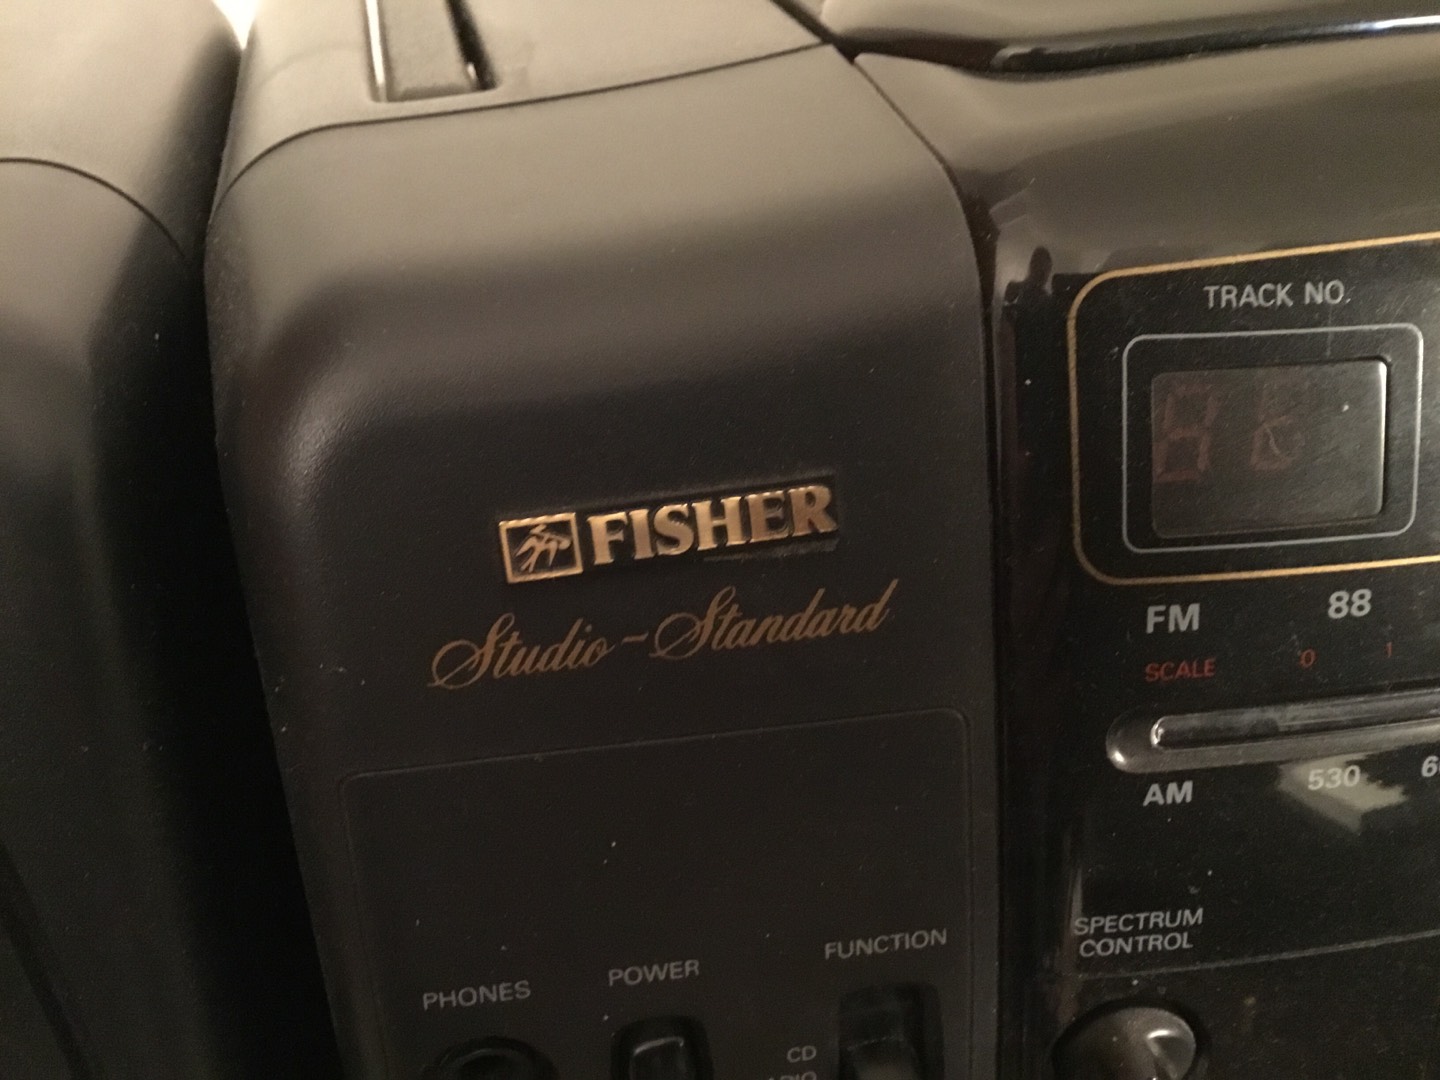 FISHER
Studio-Standard
PHONES
POWER
FUNCTION
CD
TRACK NO.
FM 88
SCALE 0 1
AM 530
SPECTRUM
CONTROL